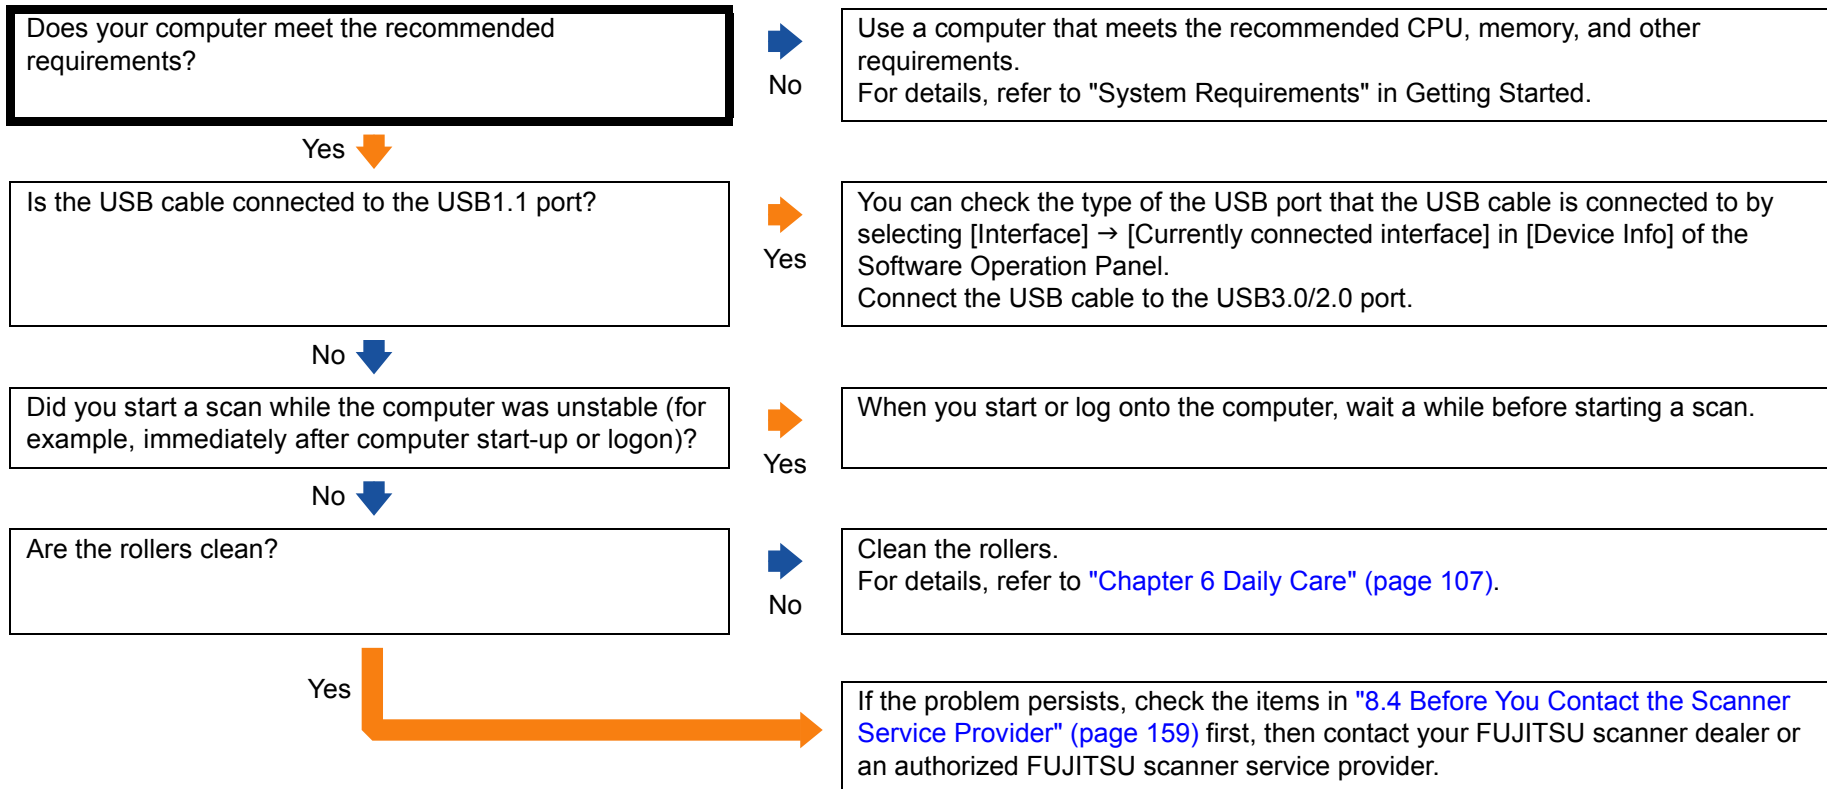 Does your computer meet the recommended
requirements?
No
Use a computer that meets the recommended CPU, memory, and other
requirements.
For details, refer to "System Requirements" in Getting Started.
Yes
Is the USB cable connected to the USB1.1 port?
Yes
You can check the type of the USB port that the USB cable is connected to by
selecting [Interface] → [Currently connected interface] in [Device Info] of the
Software Operation Panel.
Connect the USB cable to the USB3.0/2.0 port.
No
Did you start a scan while the computer was unstable (for
example, immediately after computer start-up or logon)?
Yes
When you start or log onto the computer, wait a while before starting a scan.
No
Are the rollers clean?
No
Clean the rollers.
For details, refer to "Chapter 6 Daily Care" (page 107).
Yes
If the problem persists, check the items in "8.4 Before You Contact the Scanner
Service Provider" (page 159) first, then contact your FUJITSU scanner dealer or
an authorized FUJITSU scanner service provider.